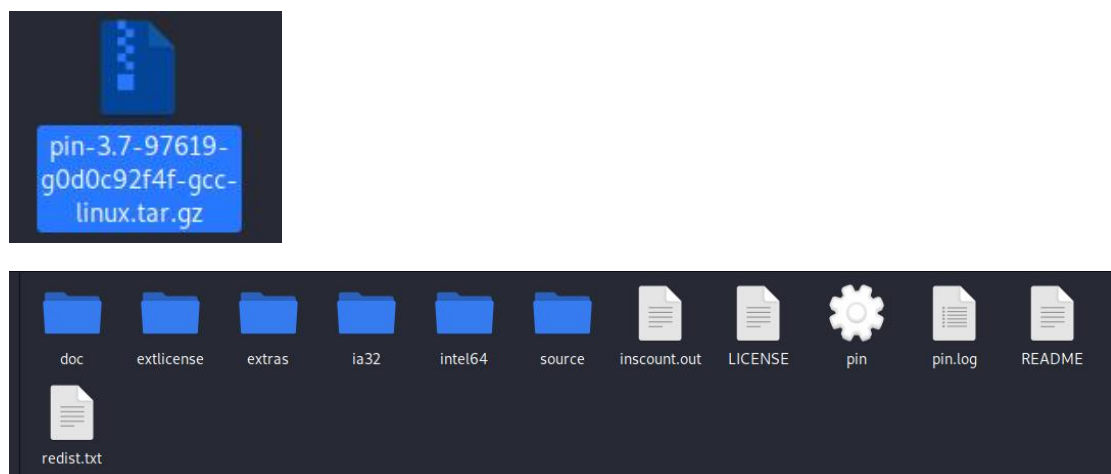 pin-3.7-97619-
g0d0c92f4f-gcc-
linux.tar.gz
doc extlicense extras ia32 intel64 source inscount.out LICENSE pin pin.log README
redist.txt